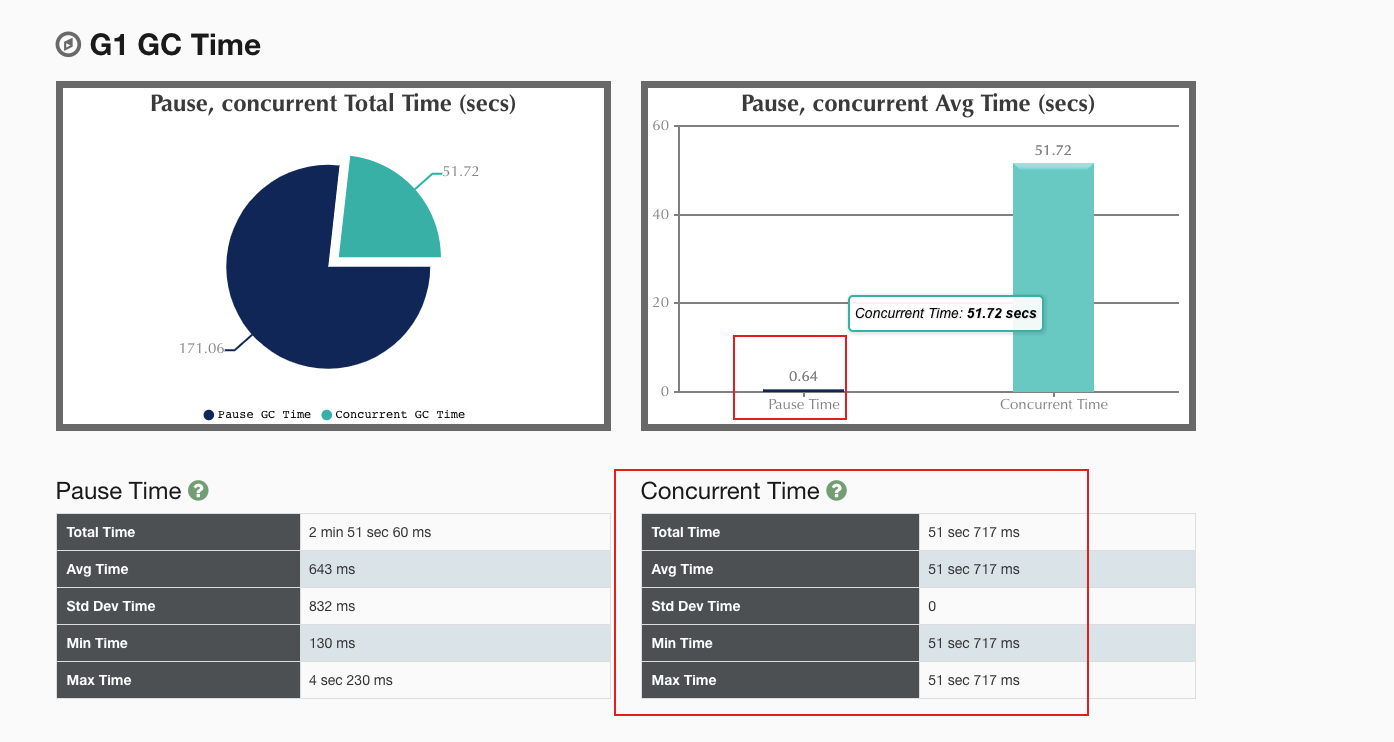 G1 GC Time
Pause, concurrent Total Time (secs)
51.72
171.06
Pause GC Time Concurrent GC Time
Pause, concurrent Avg Time (secs)
60
51.72
40
20
Concurrent Time: 51.72 secs
0.64
0
Pause Time Concurrent Time
Pause Time ?
Total Time 2 min 51 sec 60 ms
Avg Time 643 ms
Std Dev Time 832 ms
Min Time 130 ms
Max Time 4 sec 230 ms
Concurrent Time ?
Total Time 51 sec 717 ms
Avg Time 51 sec 717 ms
Std Dev Time 0
Min Time 51 sec 717 ms
Max Time 51 sec 717 ms